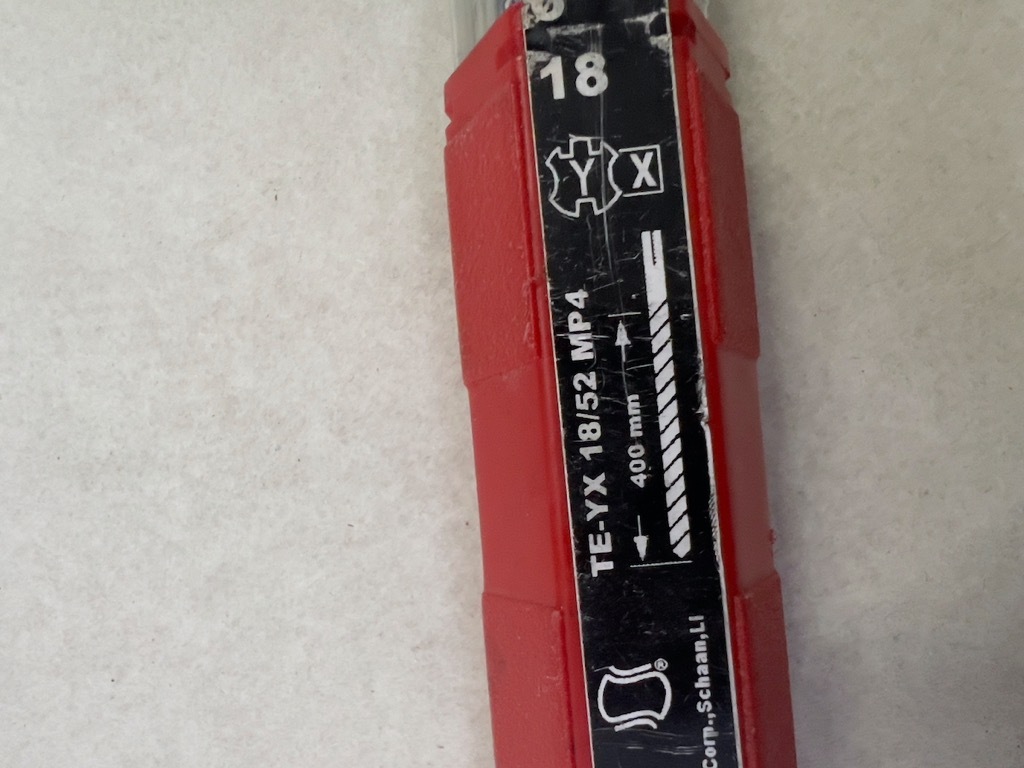 18
Y X
TE-YX 18/52 MP4
400 mm
®
Corp.,Schaan,LI